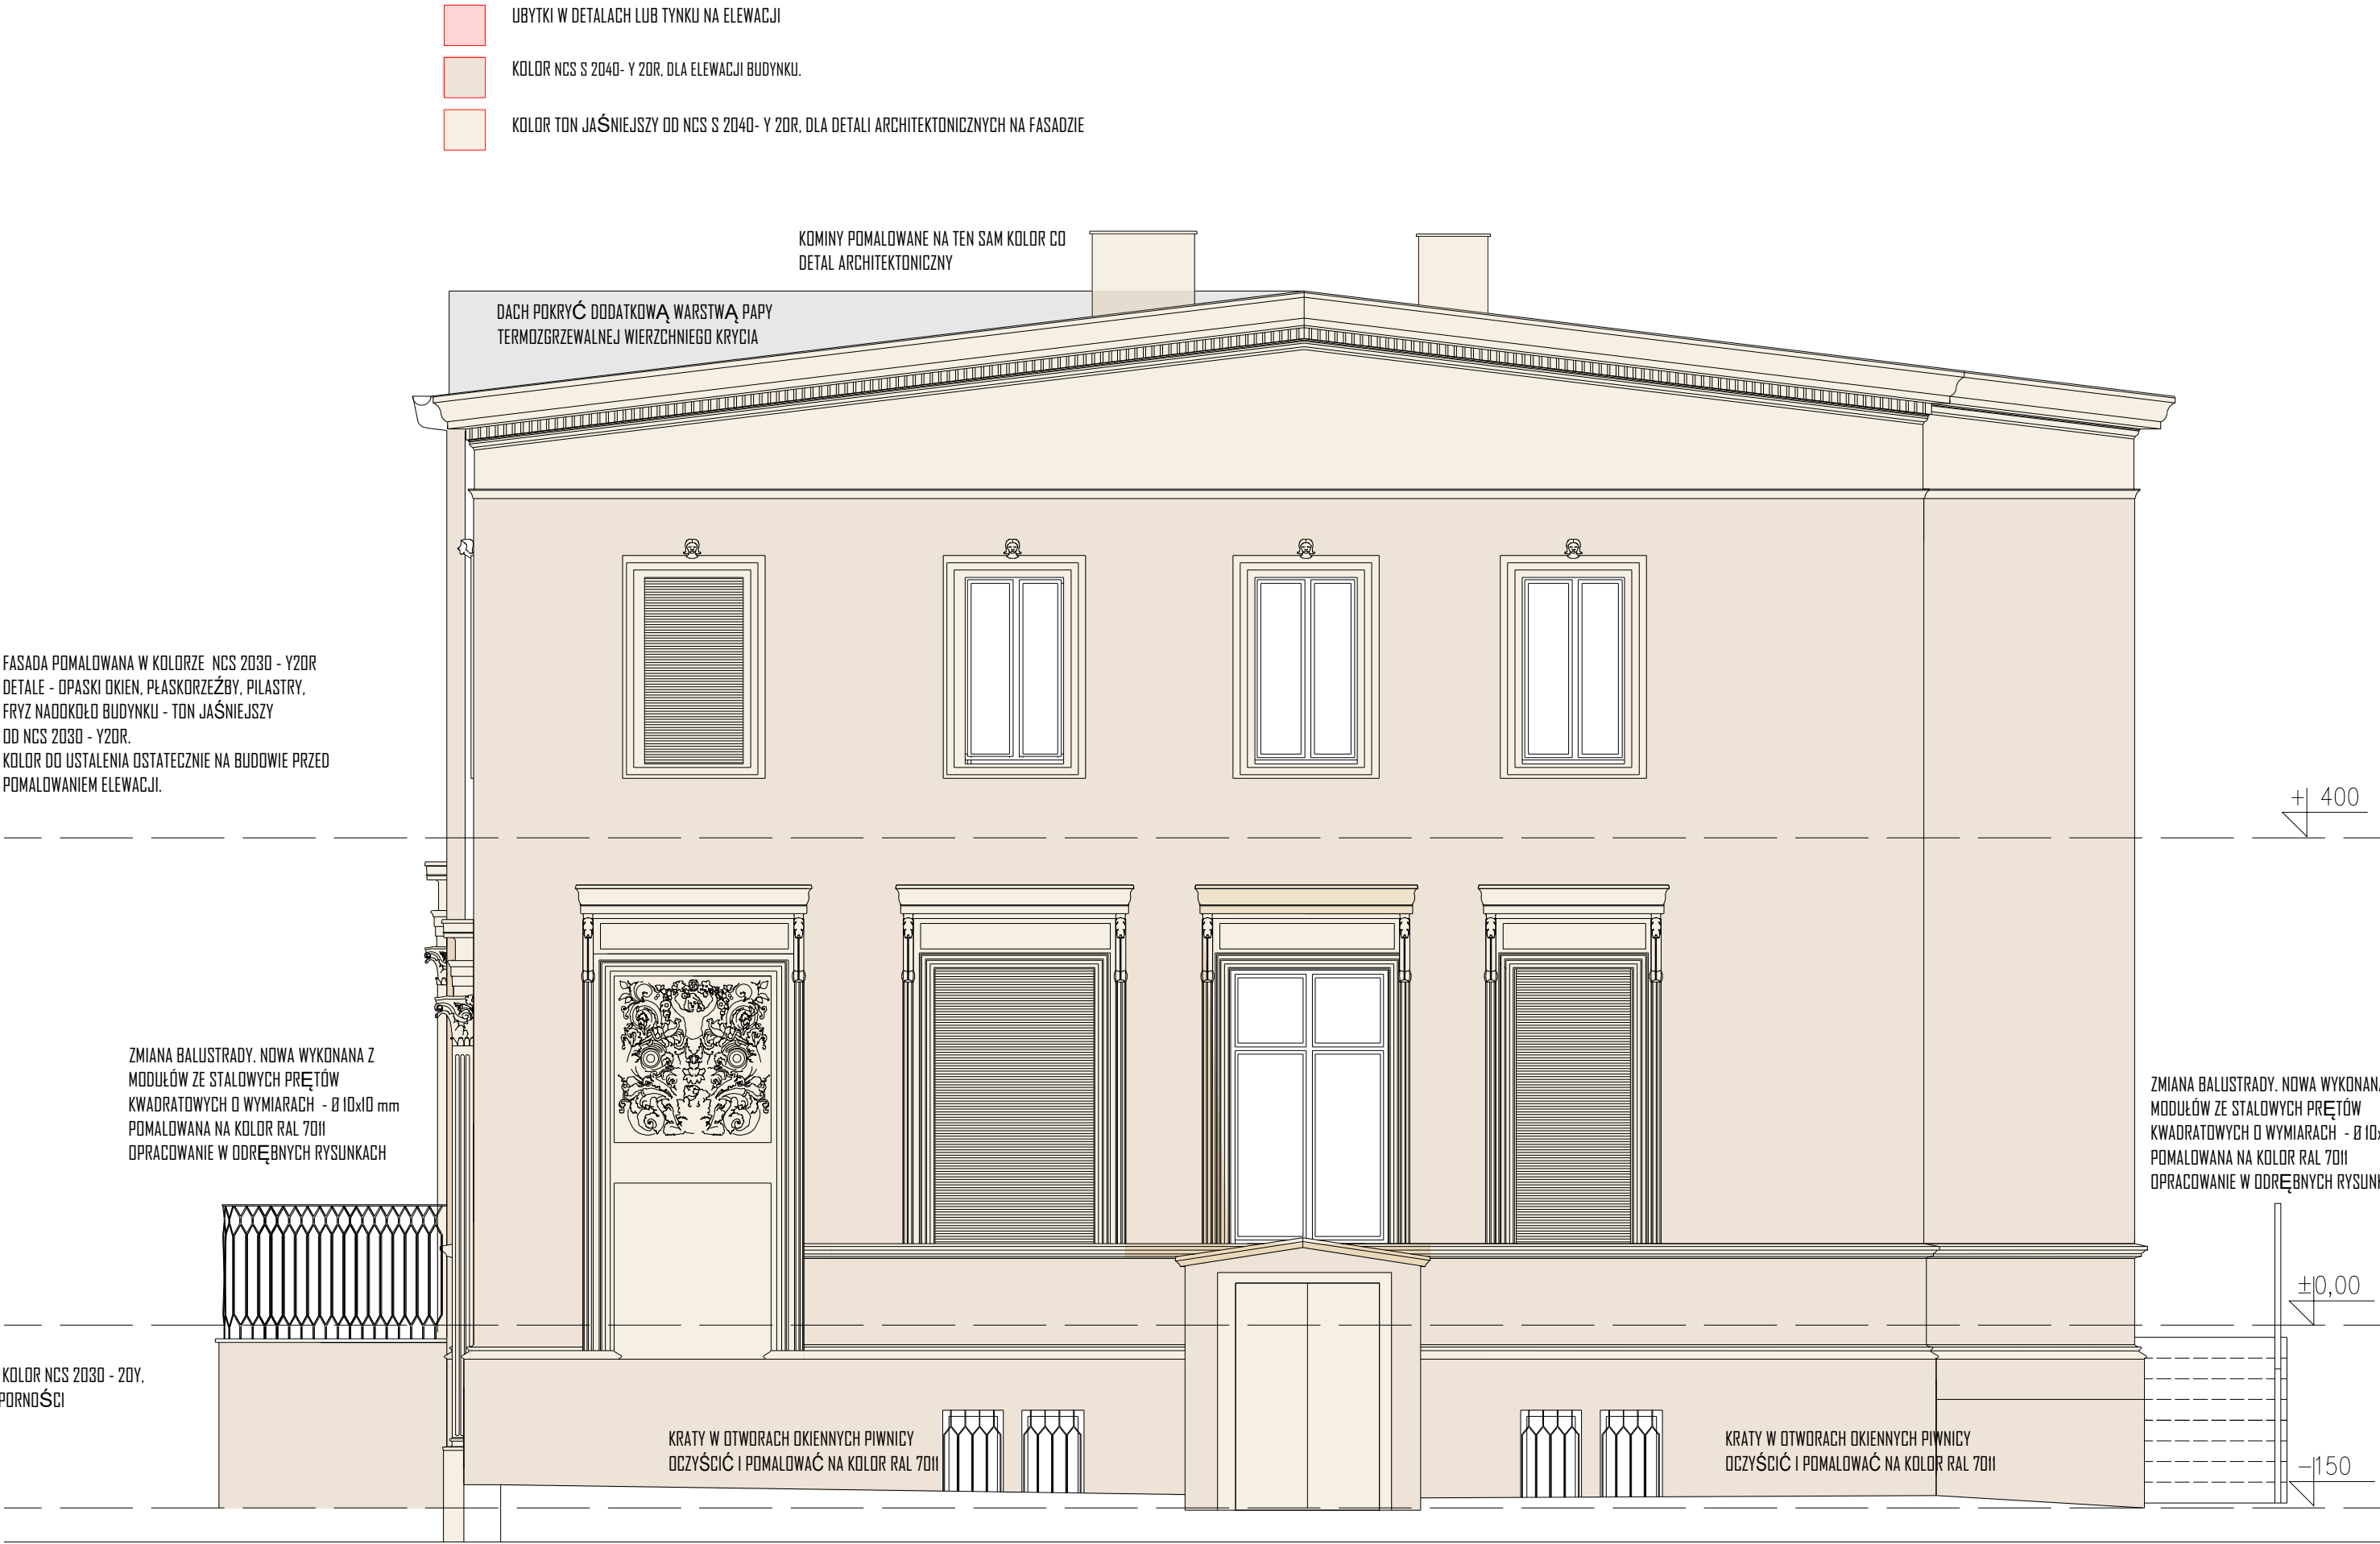 UBYTKI W DETALACH LUB TYNKU NA ELEWACJI
KOLOR NCS S 2040- Y 20R, DLA ELEWACJI BUDYNKU.
KOLOR TON JAŚNIEJSZY OD NCS S 2040- Y 20R, DLA DETALI ARCHITEKTONICZNYCH NA FASADZIE
KOMINY POMALOWANE NA TEN SAM KOLOR CO
DETAL ARCHITEKTONICZNY
DACH POKRYĆ DODATKOWĄ WARSTWĄ PAPY
TERMOZGRZEWALNEJ WIERZCHNIEGO KRYCIA
FASADA POMALOWANA W KOLORZE NCS 2030 - Y20R
DETALE - OPASKI OKIEN, PŁASKORZEŹBY, PILASTRY,
FRYZ NAOOKOŁO BUDYNKU - TON JAŚNIEJSZY
OD NCS 2030 - Y20R.
KOLOR DO USTALENIA OSTATECZNIE NA BUDOWIE PRZED
POMALOWANIEM ELEWACJI.
+ 400
ZMIANA BALUSTRADY. NOWA WYKONANA Z
MODUŁÓW ZE STALOWYCH PRĘTÓW
KWADRATOWYCH O WYMIARACH - Ø 10x10 mm
POMALOWANA NA KOLOR RAL 7011
OPRACOWANIE W ODRĘBNYCH RYSUNKACH
ZMIANA BALUSTRADY. NOWA WYKONANA
MODUŁÓW ZE STALOWYCH PRĘTÓW
KWADRATOWYCH O WYMIARACH - Ø 10x
POMALOWANA NA KOLOR RAL 7011
OPRACOWANIE W ODRĘBNYCH RYSUNK
±0,00
KOLOR NCS 2030 - 20Y,
PORNOŚCI
KRATY W OTWORACH OKIENNYCH PIWNICY
OCZYŚCIĆ I POMALOWAĆ NA KOLOR RAL 7011
KRATY W OTWORACH OKIENNYCH PIWNICY
OCZYŚCIĆ I POMALOWAĆ NA KOLOR RAL 7011
-150